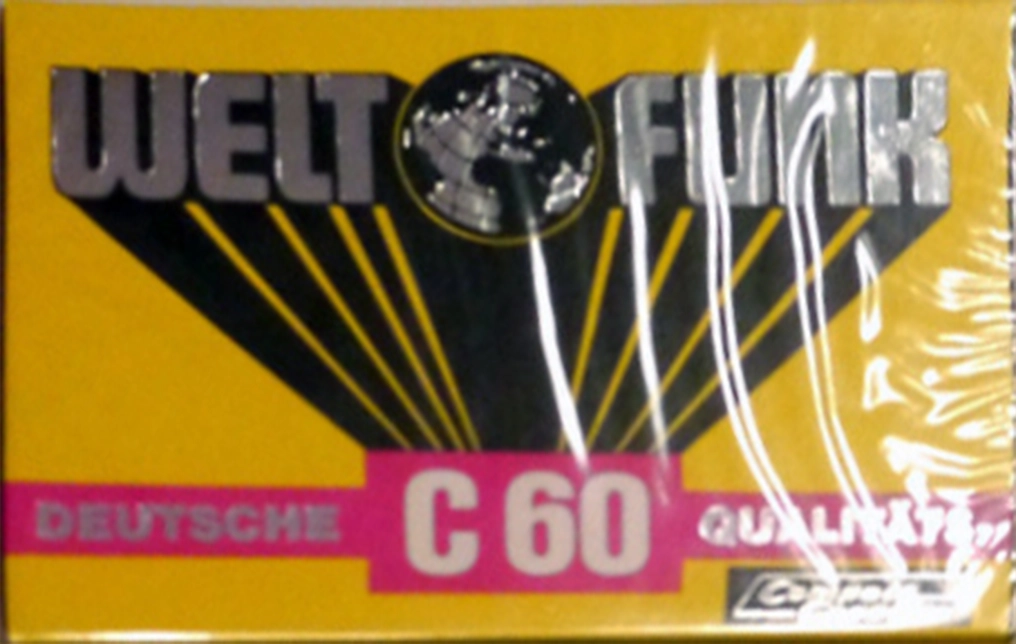 WELT FUNK
DEUTSCHE C 60 QUALITÄTS